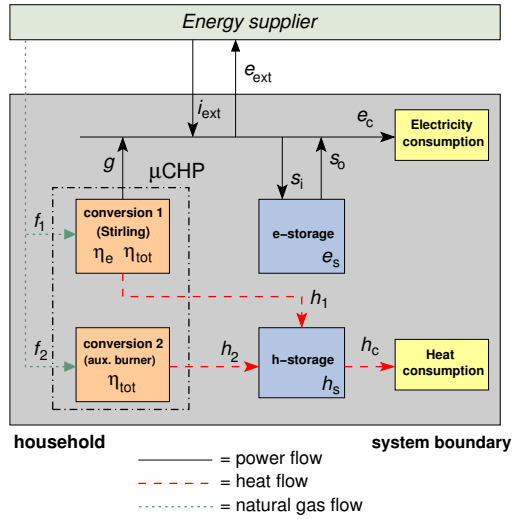 Energy supplier
e_ext
i_ext
e_c
Electricity
consumption
g
μCHP
s_i
s_o
f_1
conversion 1
(Stirling)
η_e η_tot
e−storage
e_s
h_1
f_2
conversion 2
(aux. burner)
η_tot
h_2
h−storage
h_s
h_c
Heat
consumption
household
system boundary
= power flow
= heat flow
= natural gas flow